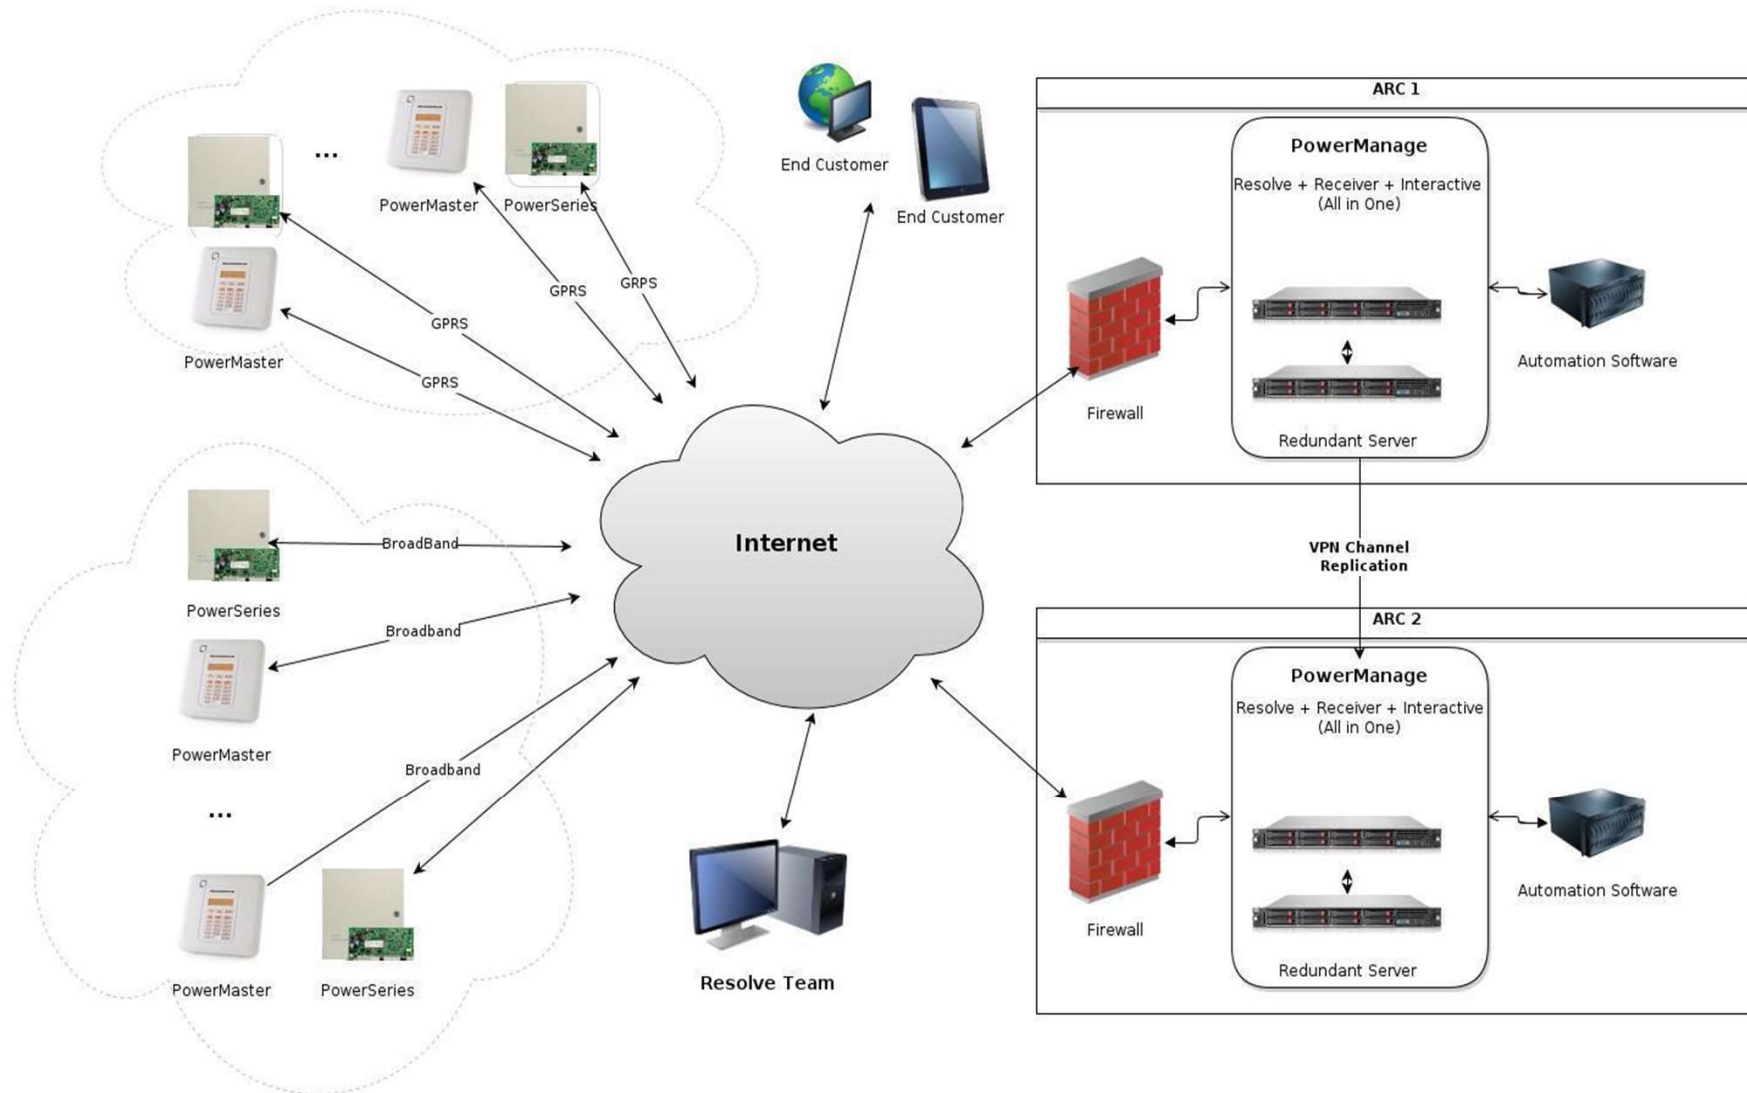 ...
PowerMaster
PowerSeries
PowerMaster
GPRS
GRPS
GPRS
GPRS
End Customer
End Customer
ARC 1
PowerManage
Resolve + Receiver + Interactive
(All in One)
Firewall
Redundant Server
Automation Software
BroadBand
PowerSeries
Broadband
PowerMaster
Broadband
...
PowerMaster
PowerSeries
Internet
Resolve Team
VPN Channel
Replication
ARC 2
PowerManage
Resolve + Receiver + Interactive
(All in One)
Firewall
Redundant Server
Automation Software